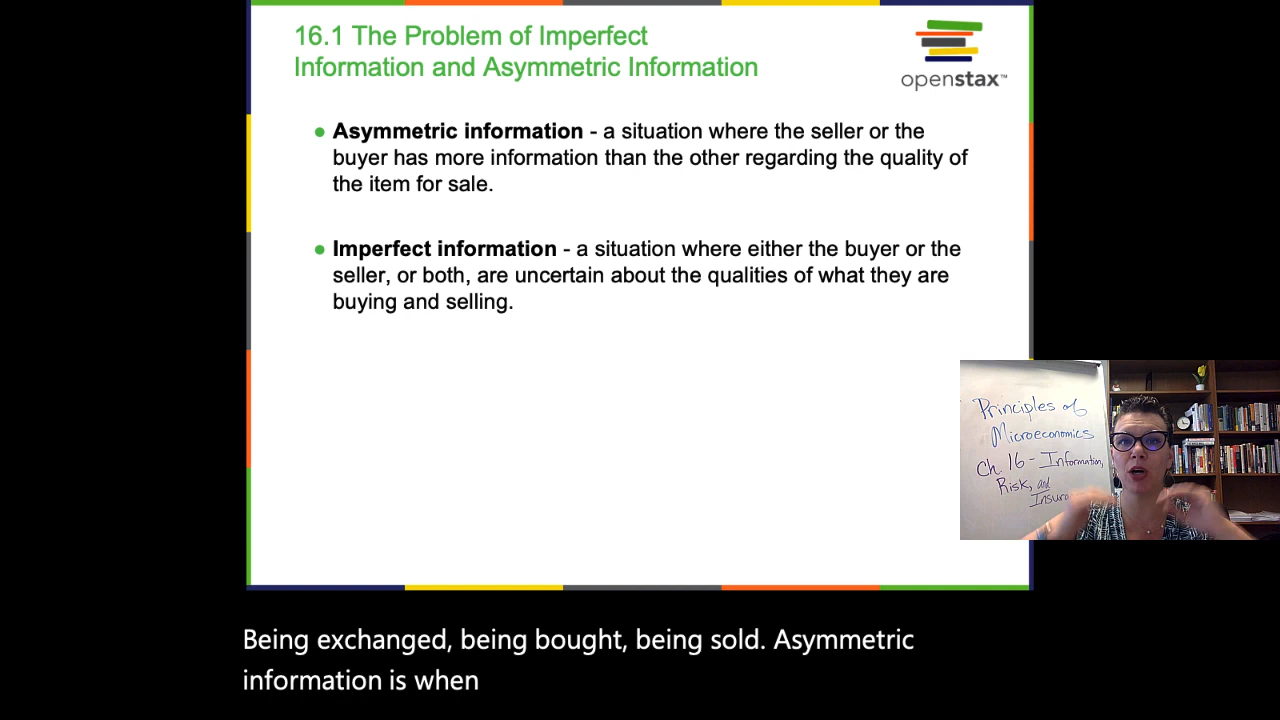 16.1 The Problem of Imperfect
Information and Asymmetric Information
openstax™
Asymmetric information - a situation where the seller or the
buyer has more information than the other regarding the quality of
the item for sale.
Imperfect information - a situation where either the buyer or the
seller, or both, are uncertain about the qualities of what they are
buying and selling.
Principles of
Microeconomics
Ch. 16 - Information,
Risk, and
Being exchanged, being bought, being sold. Asymmetric
information is when